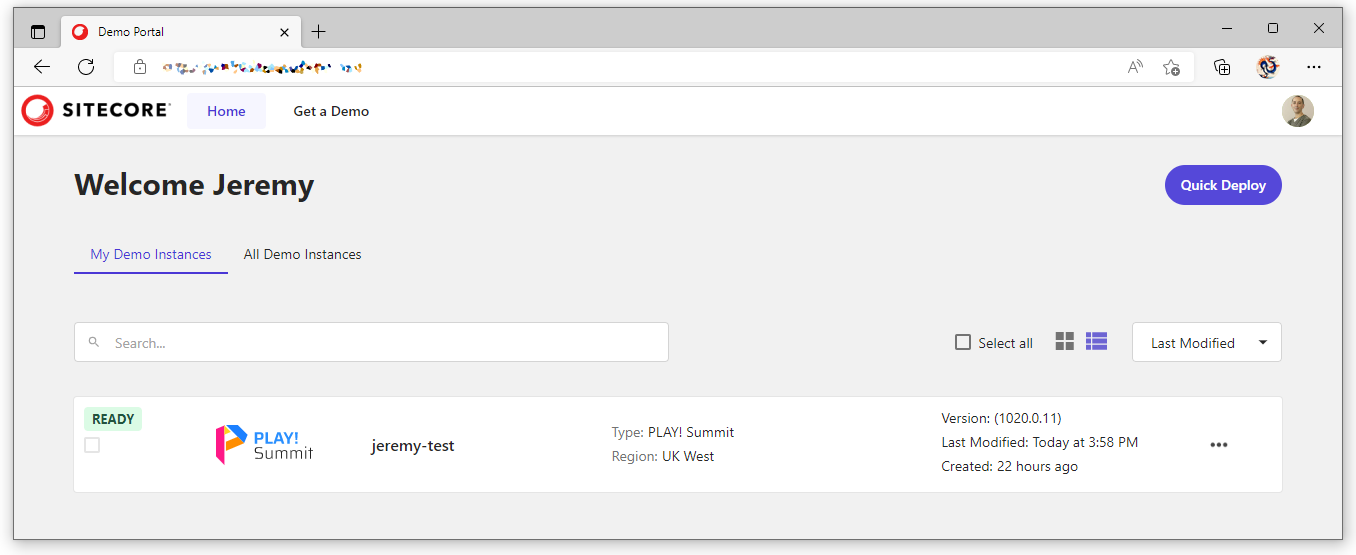 Demo Portal
SITECORE
Home
Get a Demo
Welcome Jeremy
Quick Deploy
My Demo Instances
All Demo Instances
Search...
Select all
Last Modified
READY
PLAY!
Summit
jeremy-test
Type: PLAY! Summit
Region: UK West
Version: (1020.0.11)
Last Modified: Today at 3:58 PM
Created: 22 hours ago